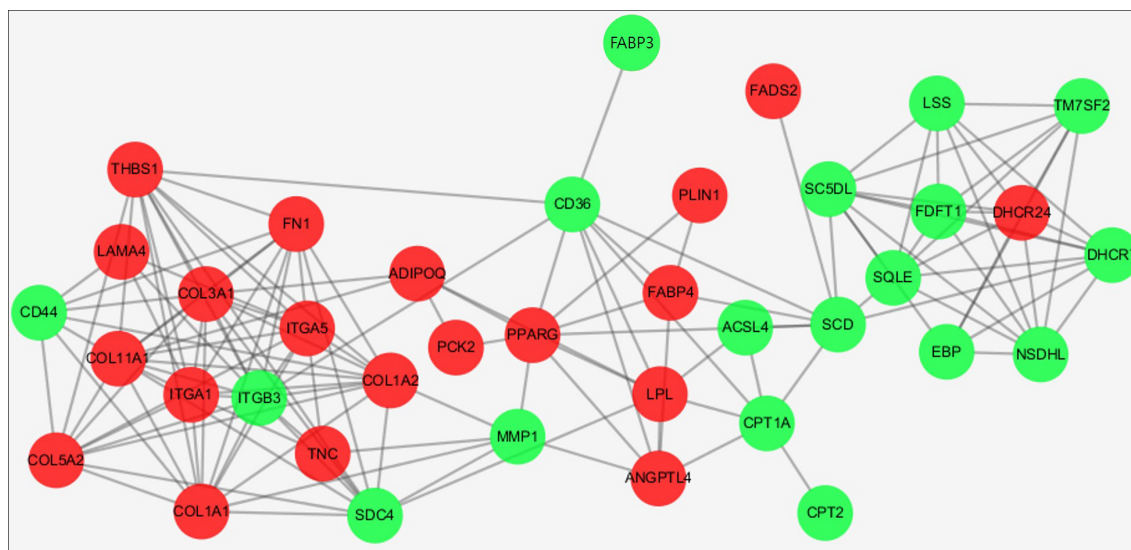 FABP3
FADS2
LSS
TM7SF2
THBS1
CD36
PLIN1
SC5DL
FDFT1
DHCR24
FN1
LAMA4
DHCR7
ADIPOQ
SQLE
COL3A1
FABP4
CD44
ITGA5
PPARG
ACSL4
SCD
PCK2
COL11A1
EBP
NSDHL
COL1A2
ITGA1
ITGB3
LPL
CPT1A
MMP1
TNC
COL5A2
ANGPTL4
COL1A1
SDC4
CPT2